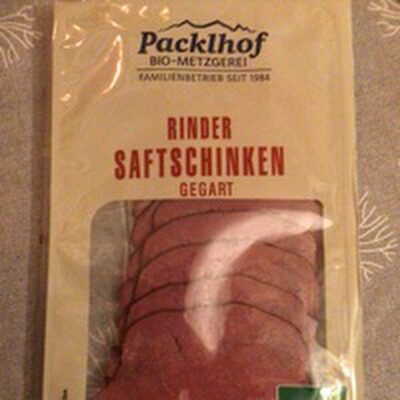 Packlhof
BIO-METZGEREI
FAMILIENBETRIEB SEIT 1984
RINDER
SAFTSCHINKEN
GEGART